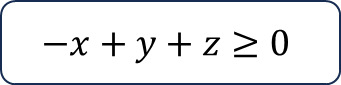 −x + y + z ≥ 0